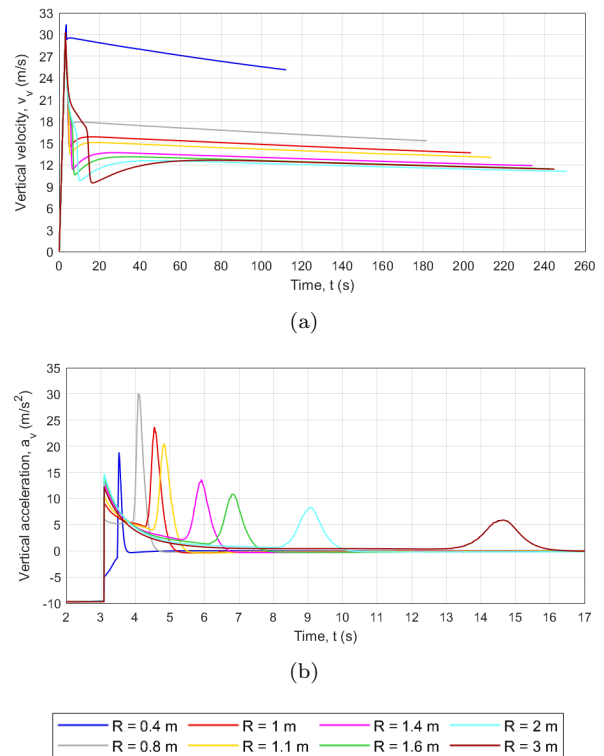 33
30
27
24
21
18
15
12
9
6
3
0
Vertical velocity, v_v (m/s)
0 20 40 60 80 100 120 140 160 180 200 220 240 260
Time, t (s)
(a)
35
30
25
20
15
10
5
0
-5
-10
Vertical acceleration, a_v (m/s²)
2 3 4 5 6 7 8 9 10 11 12 13 14 15 16 17
Time, t (s)
(b)
R = 0.4 m R = 1 m R = 1.4 m R = 2 m
R = 0.8 m R = 1.1 m R = 1.6 m R = 3 m